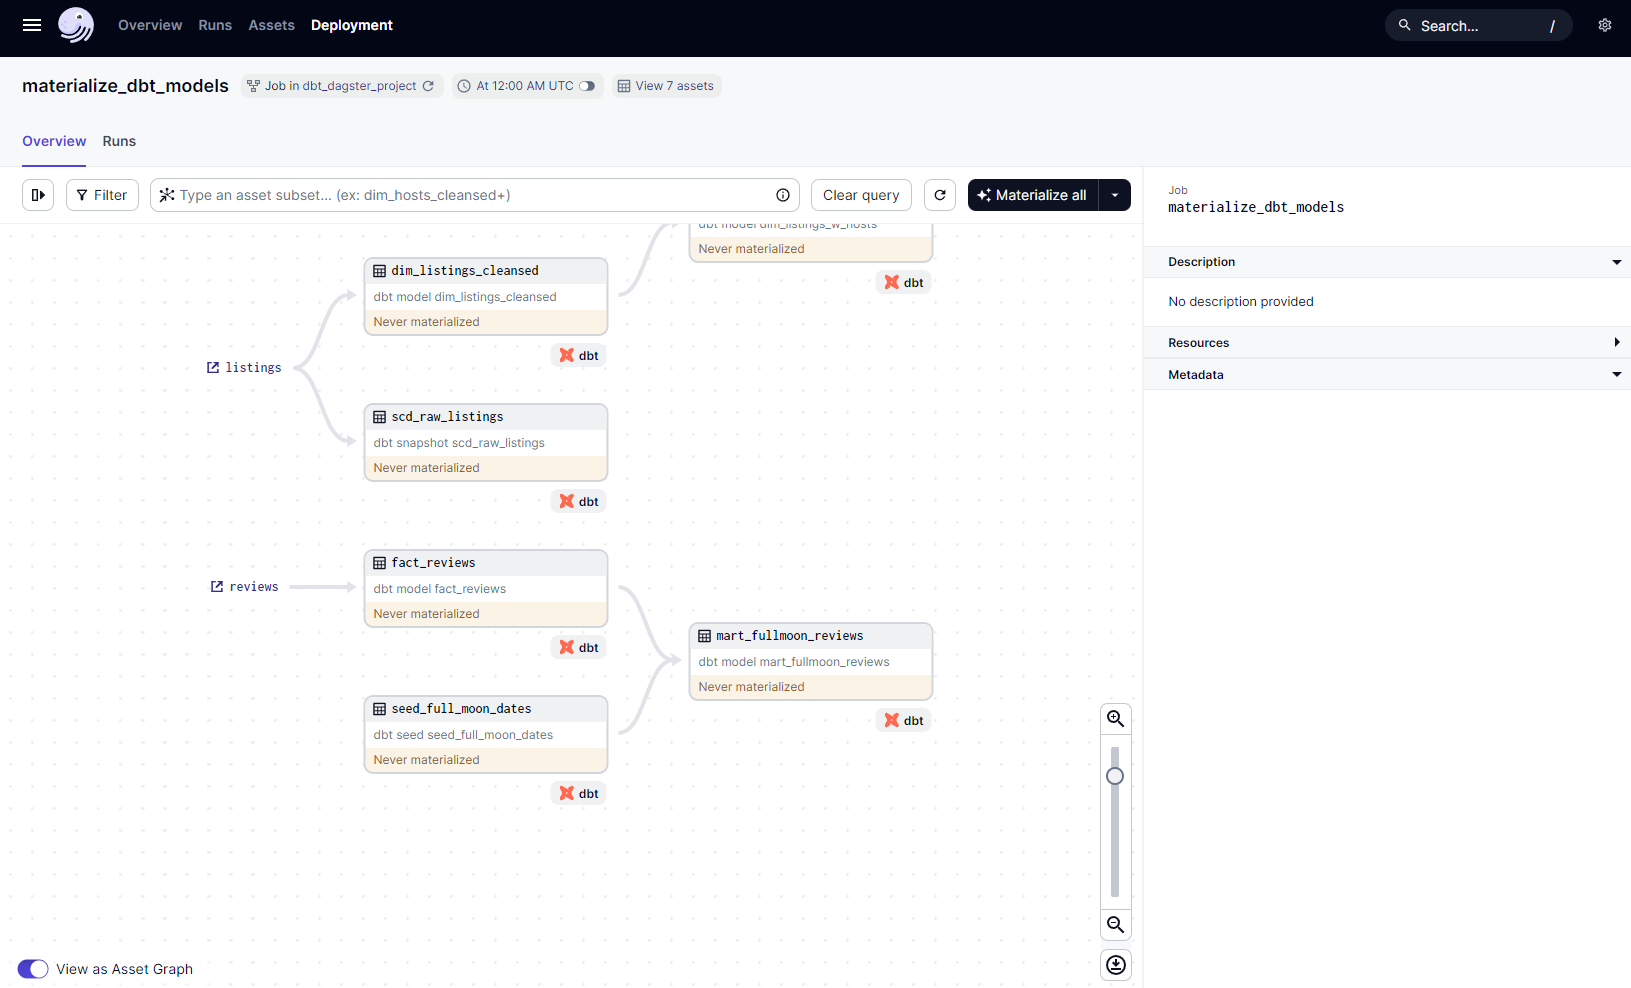 Overview Runs Assets Deployment Search... /
materialize_dbt_models Job in dbt_dagster_project At 12:00 AM UTC View 7 assets
Overview Runs
Filter Type an asset subset... (ex: dim_hosts_cleansed+) Clear query Materialize all
dbt model dim_listings_w_hosts
Never materialized
dbt
dim_listings_cleansed
dbt model dim_listings_cleansed
Never materialized
dbt
listings
scd_raw_listings
dbt snapshot scd_raw_listings
Never materialized
dbt
fact_reviews
dbt model fact_reviews
Never materialized
dbt
reviews
mart_fullmoon_reviews
dbt model mart_fullmoon_reviews
Never materialized
dbt
seed_full_moon_dates
dbt seed seed_full_moon_dates
Never materialized
dbt
View as Asset Graph
Job
materialize_dbt_models
Description
No description provided
Resources
Metadata